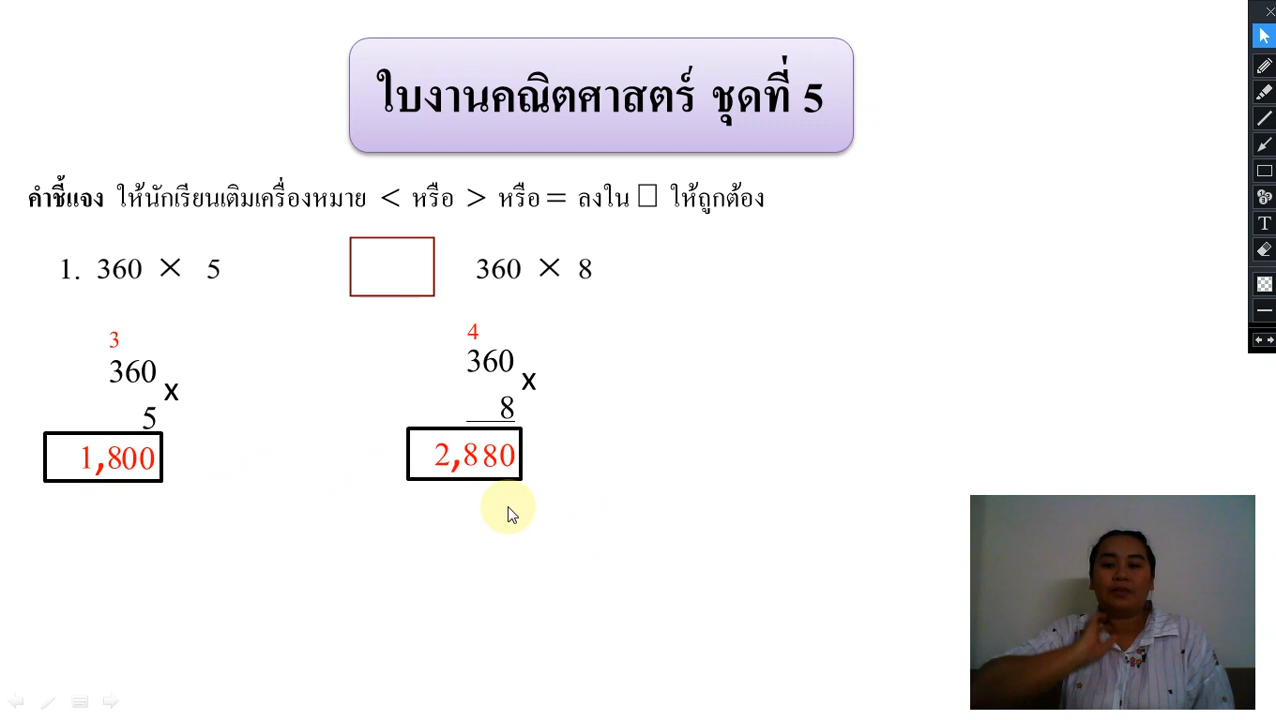 ใบงานคณิตศาสตร์ ชุดที่ 5
คำชี้แจง ให้นักเรียนเติมเครื่องหมาย < หรือ > หรือ = ลงใน □ ให้ถูกต้อง
1. 360 × 5 360 × 8
3
360
x
5
1,800
4
360
x
8
2,880
T